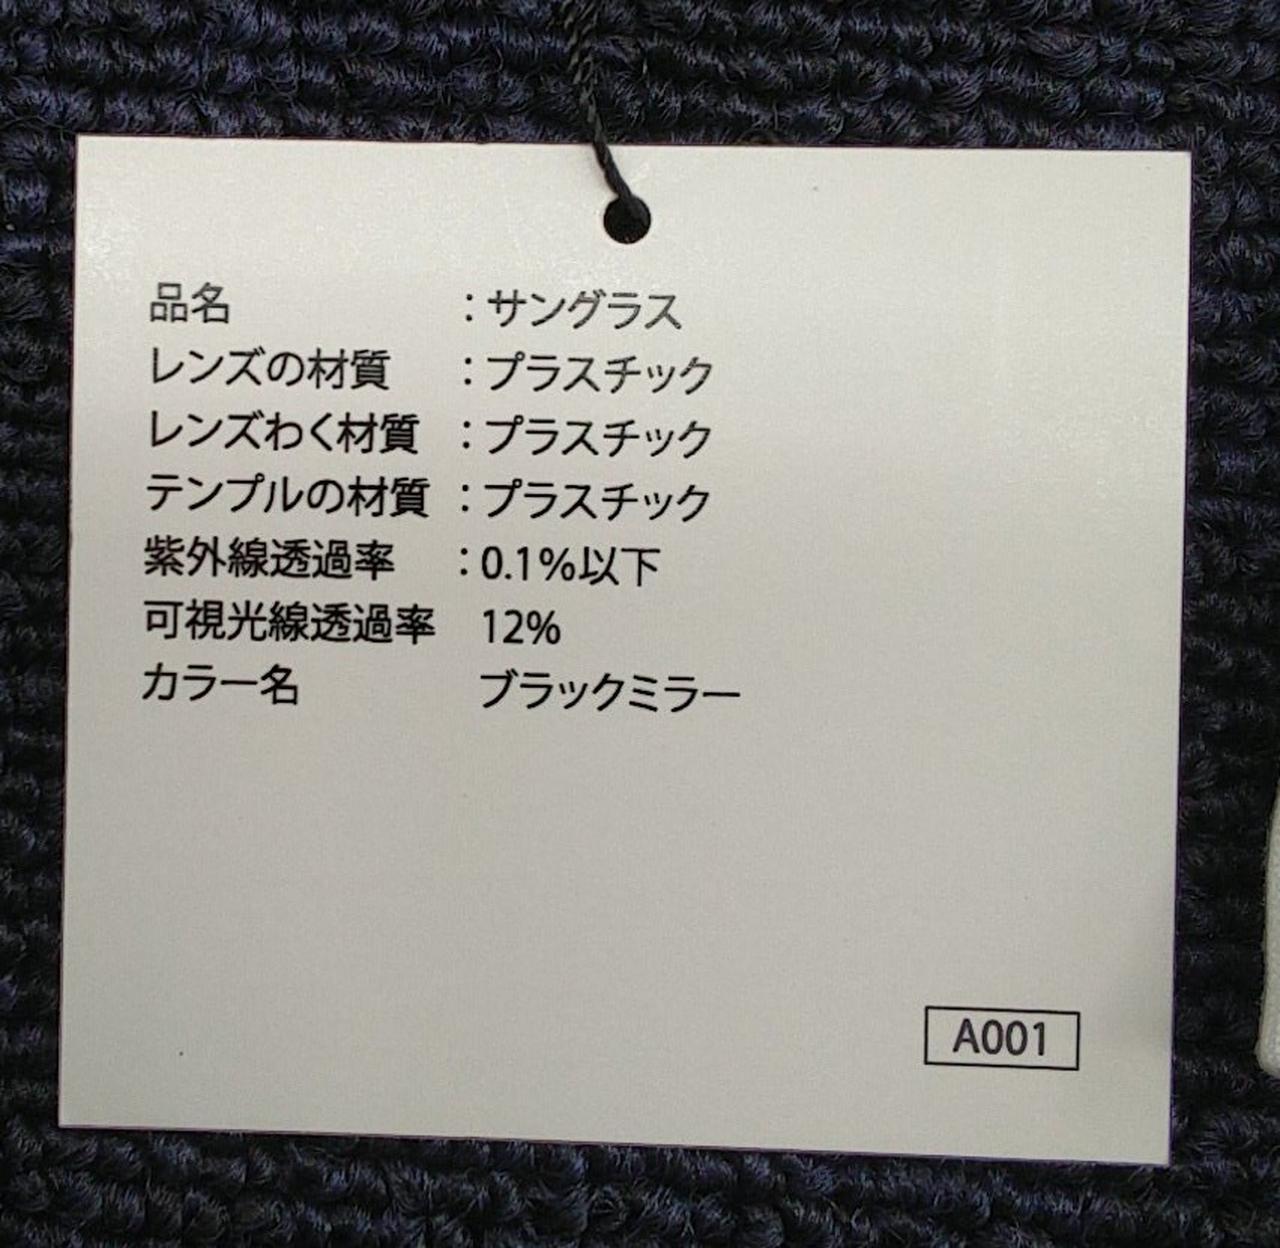 品名 ：サングラス
レンズの材質 ：プラスチック
レンズわく材質 ：プラスチック
テンプルの材質 ：プラスチック
紫外線透過率 ：0.1%以下
可視光線透過率 12%
カラー名 ブラックミラー
A001